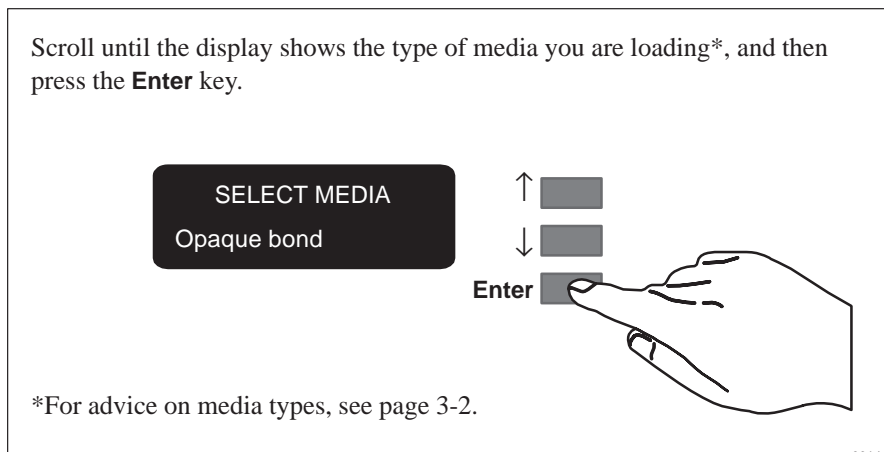 Scroll until the display shows the type of media you are loading*, and then
press the Enter key.
SELECT MEDIA
Opaque bond
↑
↓
Enter
*For advice on media types, see page 3-2.